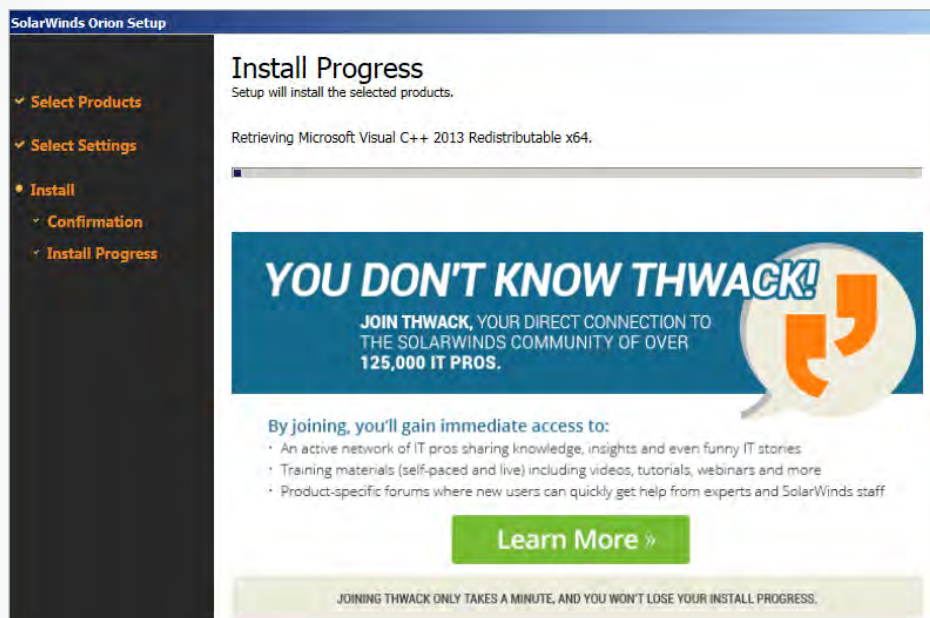 SolarWinds Orion Setup
Select Products
Select Settings
Install
Confirmation
Install Progress
Install Progress
Setup will install the selected products.
Retrieving Microsoft Visual C++ 2013 Redistributable x64.
YOU DON'T KNOW THWACK!
JOIN THWACK, YOUR DIRECT CONNECTION TO
THE SOLARWINDS COMMUNITY OF OVER
125,000 IT PROS.
By joining, you'll gain immediate access to:
· An active network of IT pros sharing knowledge, insights and even funny IT stories
· Training materials (self-paced and live) including videos, tutorials, webinars and more
· Product-specific forums where new users can quickly get help from experts and SolarWinds staff
Learn More »
JOINING THWACK ONLY TAKES A MINUTE, AND YOU WON'T LOSE YOUR INSTALL PROGRESS.